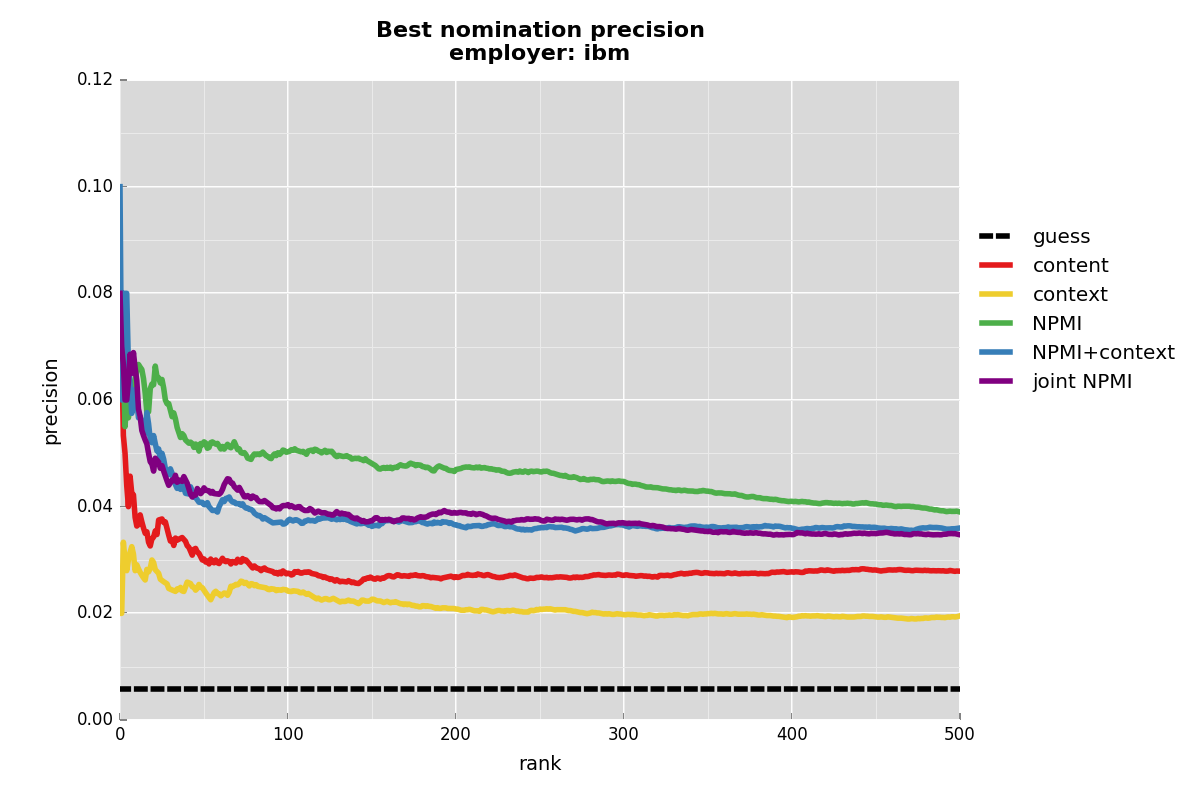 Best nomination precision
employer: ibm
0.12
0.10
0.08
0.06
0.04
0.02
0.00
precision
0 100 200 300 400 500
rank
guess
content
context
NPMI
NPMI+context
joint NPMI